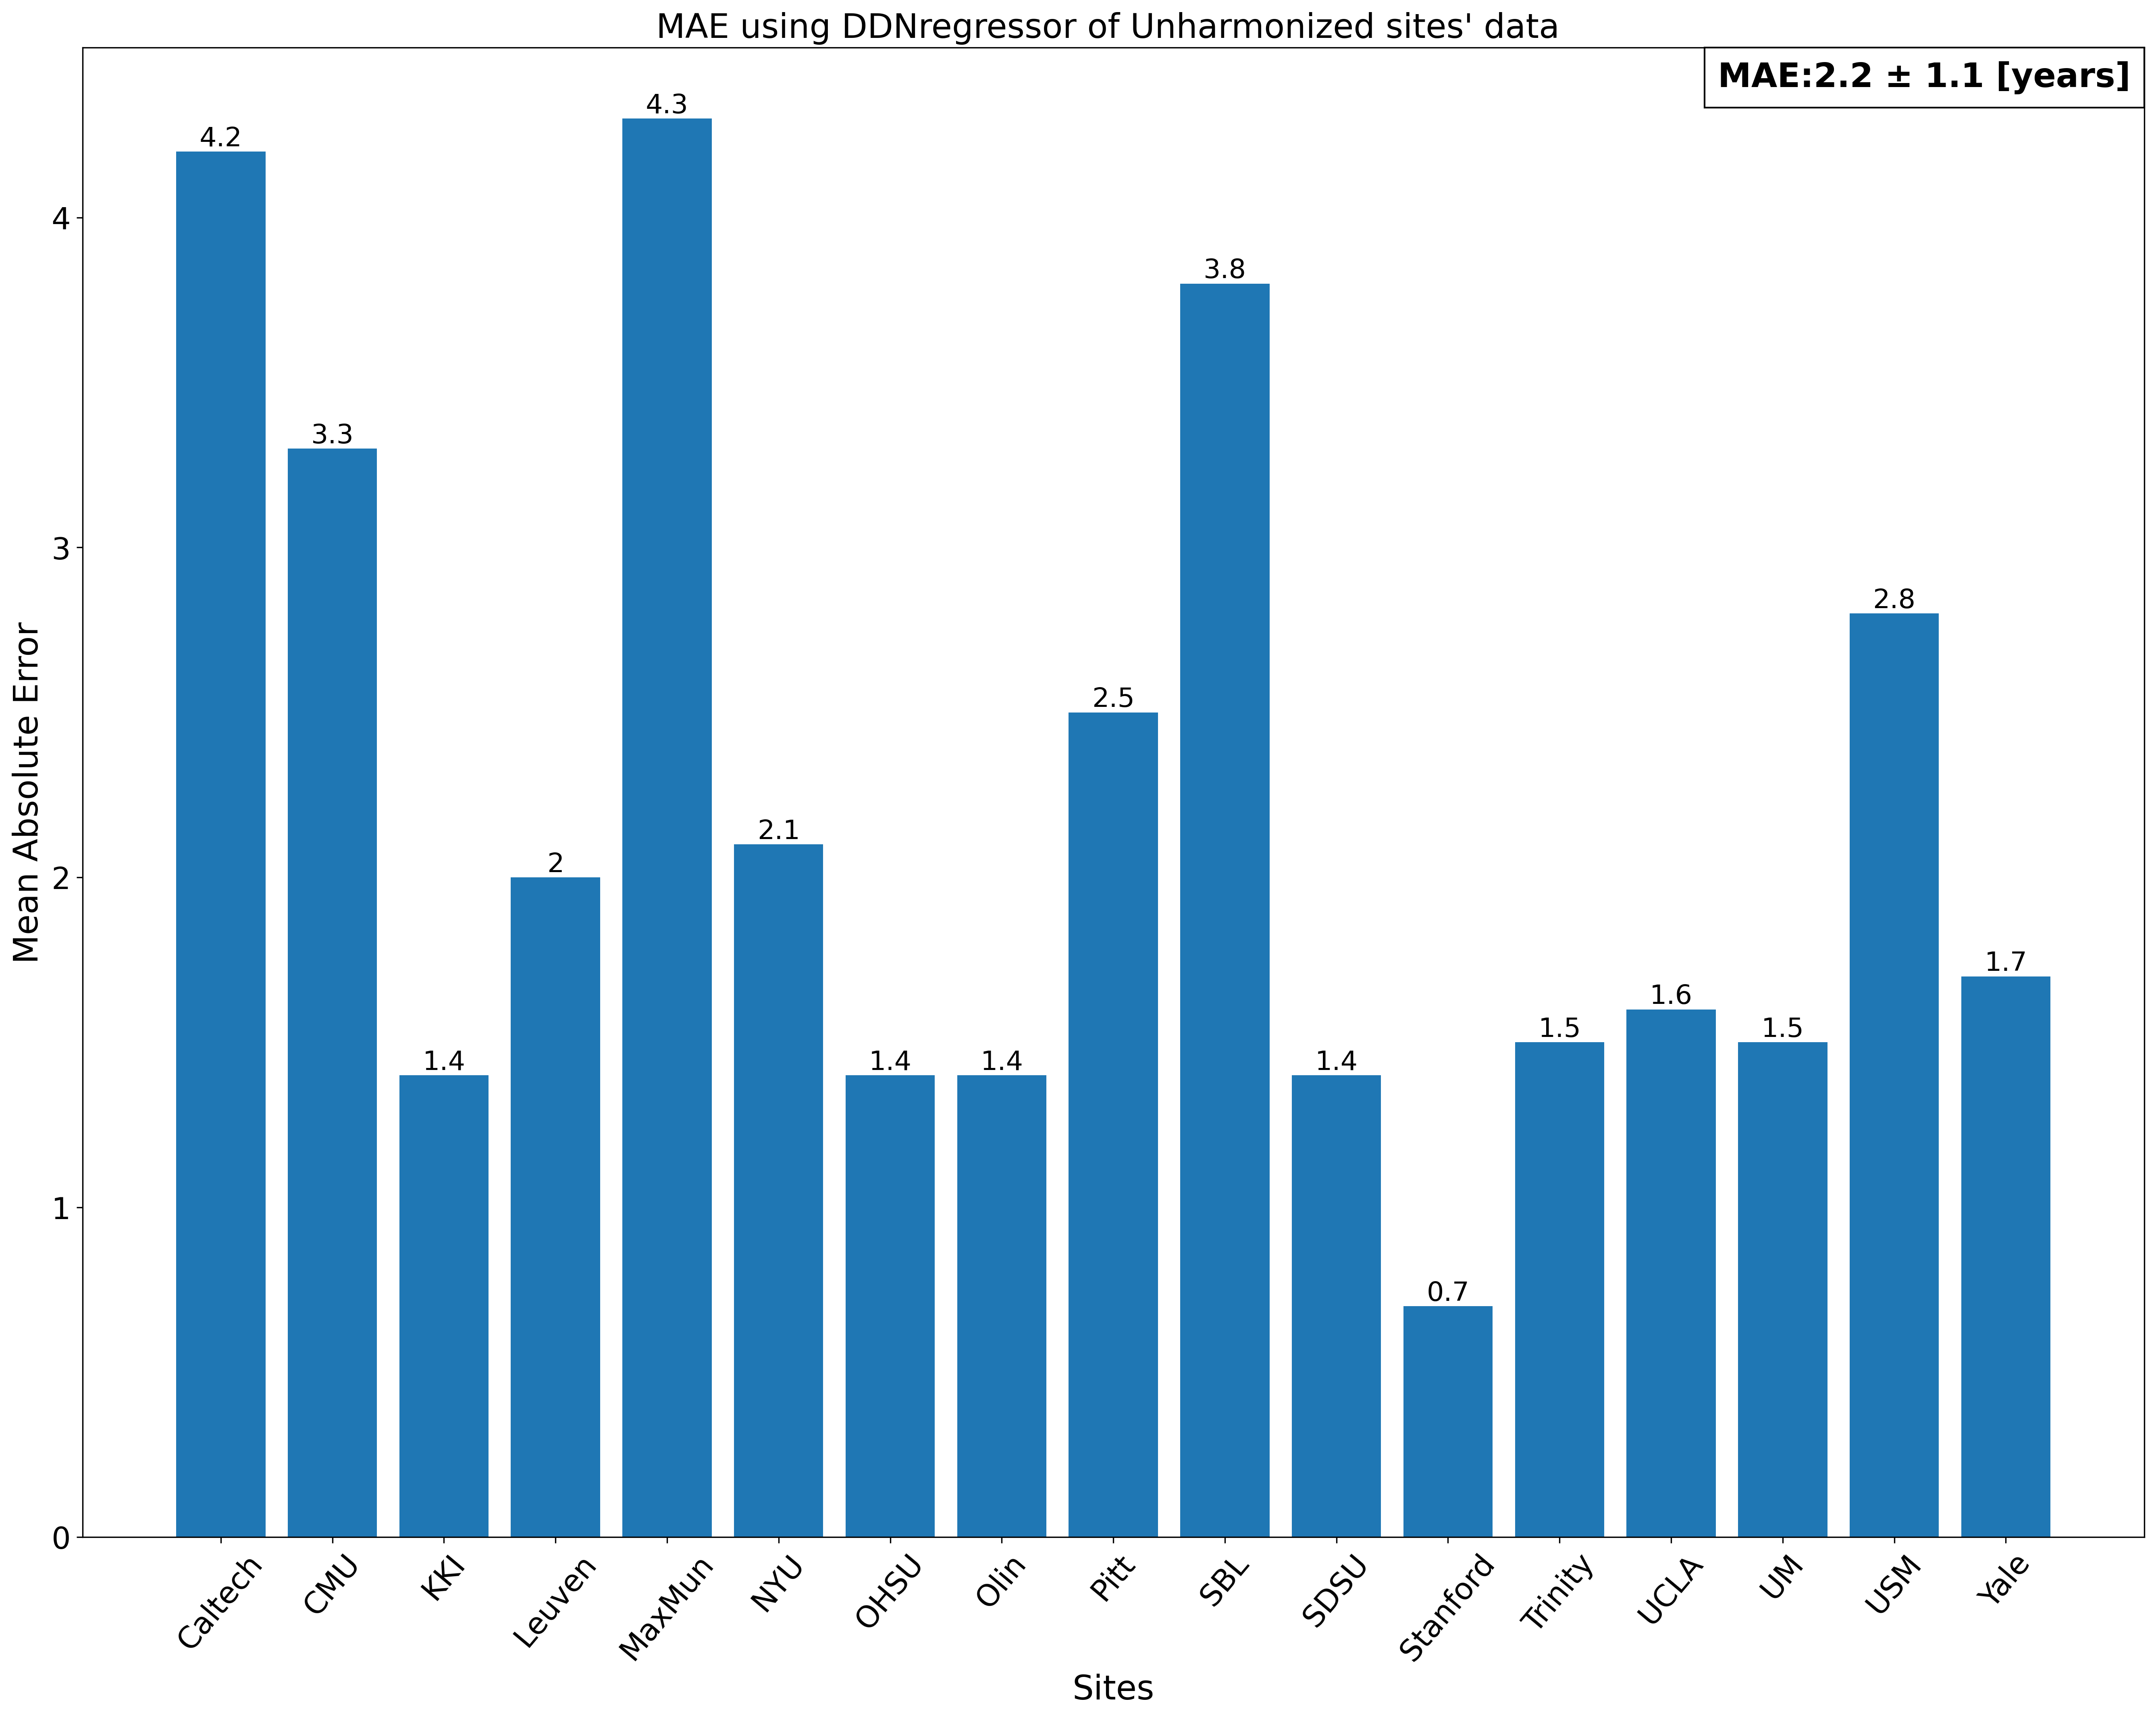 MAE using DDNregressor of Unharmonized sites' data
MAE:2.2 ± 1.1 [years]
Mean Absolute Error
4
3
2
1
0
4.2
3.3
1.4
2
4.3
2.1
1.4
1.4
2.5
3.8
1.4
0.7
1.5
1.6
1.5
2.8
1.7
Caltech
CMU
KKI
Leuven
MaxMun
NYU
OHSU
Olin
Pitt
SBL
SDSU
Stanford
Trinity
UCLA
UM
USM
Yale
Sites